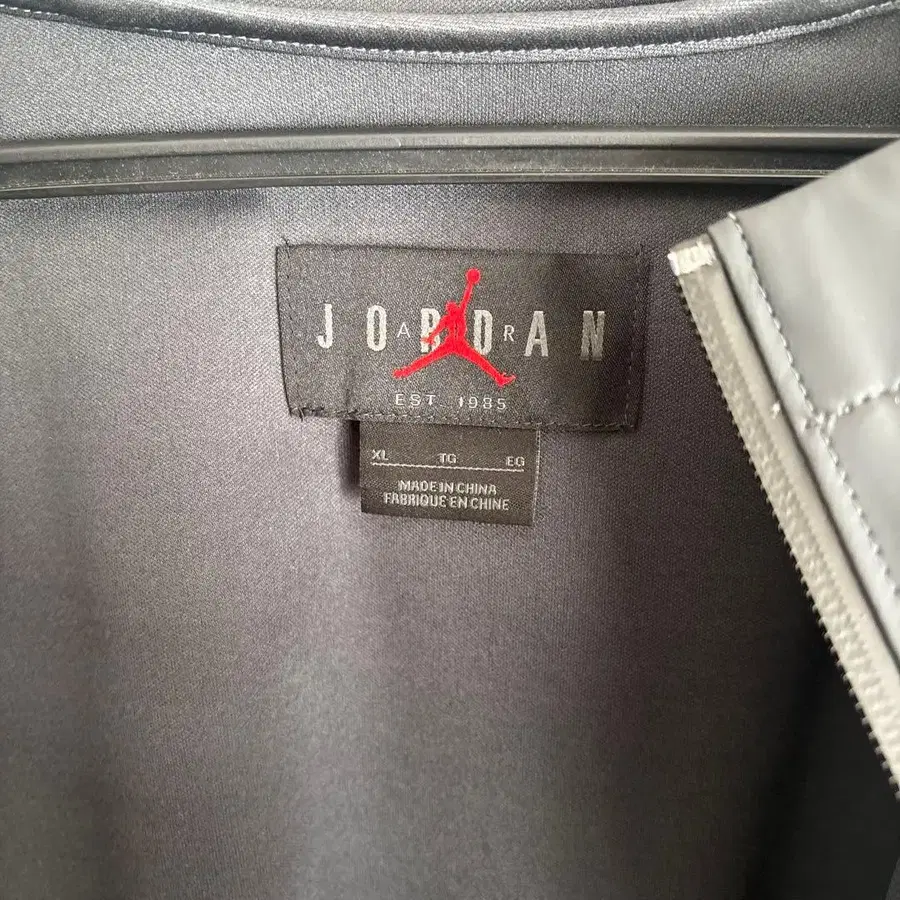 JORDAN
AIR
EST 1985
XL TG EG
MADE IN CHINA
FABRIQUE EN CHINE